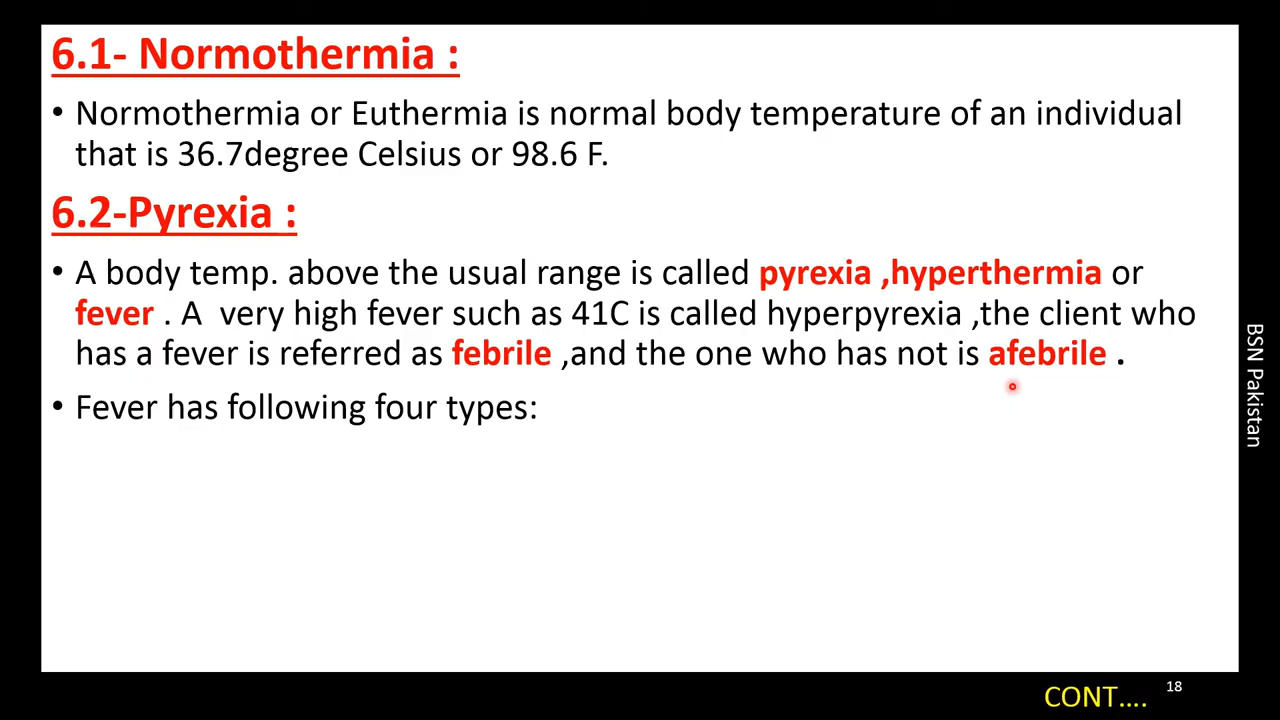 6.1- Normothermia :
• Normothermia or Euthermia is normal body temperature of an individual
that is 36.7degree Celsius or 98.6 F.
6.2-Pyrexia :
• A body temp. above the usual range is called pyrexia ,hyperthermia or
fever . A  very high fever such as 41C is called hyperpyrexia ,the client who
has a fever is referred as febrile ,and the one who has not is afebrile .
• Fever has following four types:
BSN Pakistan
CONT....
18